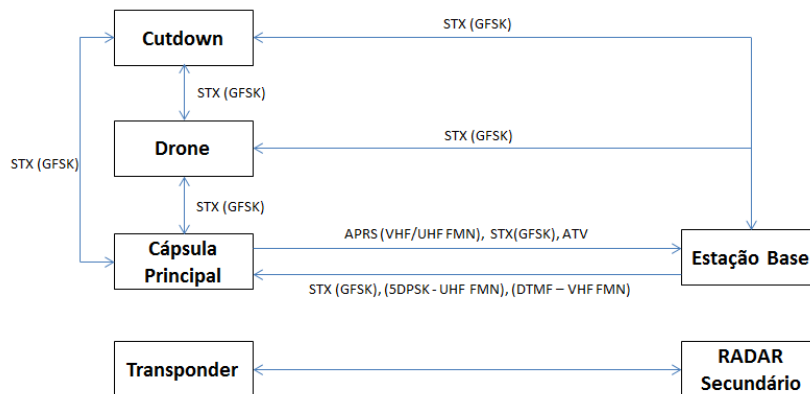 STX (GFSK)
Cutdown
STX (GFSK)
STX (GFSK)
Drone
STX (GFSK)
STX (GFSK)
APRS (VHF/UHF FMN), STX(GFSK), ATV
Cápsula
Principal
Estação Base
STX (GFSK), (5DPSK - UHF FMN), (DTMF – VHF FMN)
Transponder
RADAR
Secundário